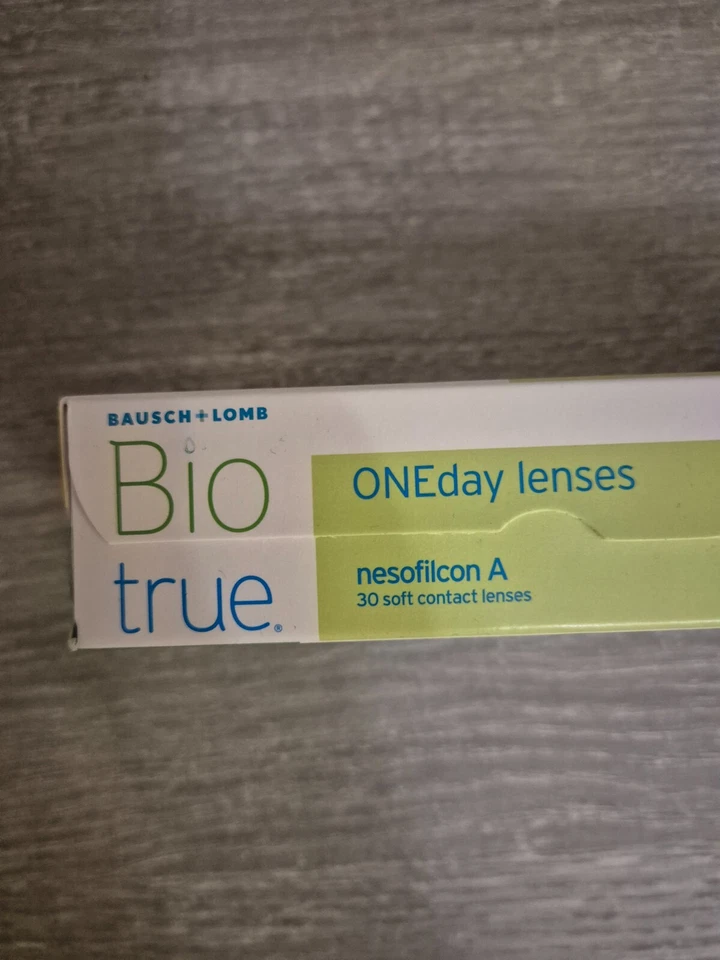 BAUSCH+LOMB
Bio
true®
ONEday lenses
nesofilcon A
30 soft contact lenses